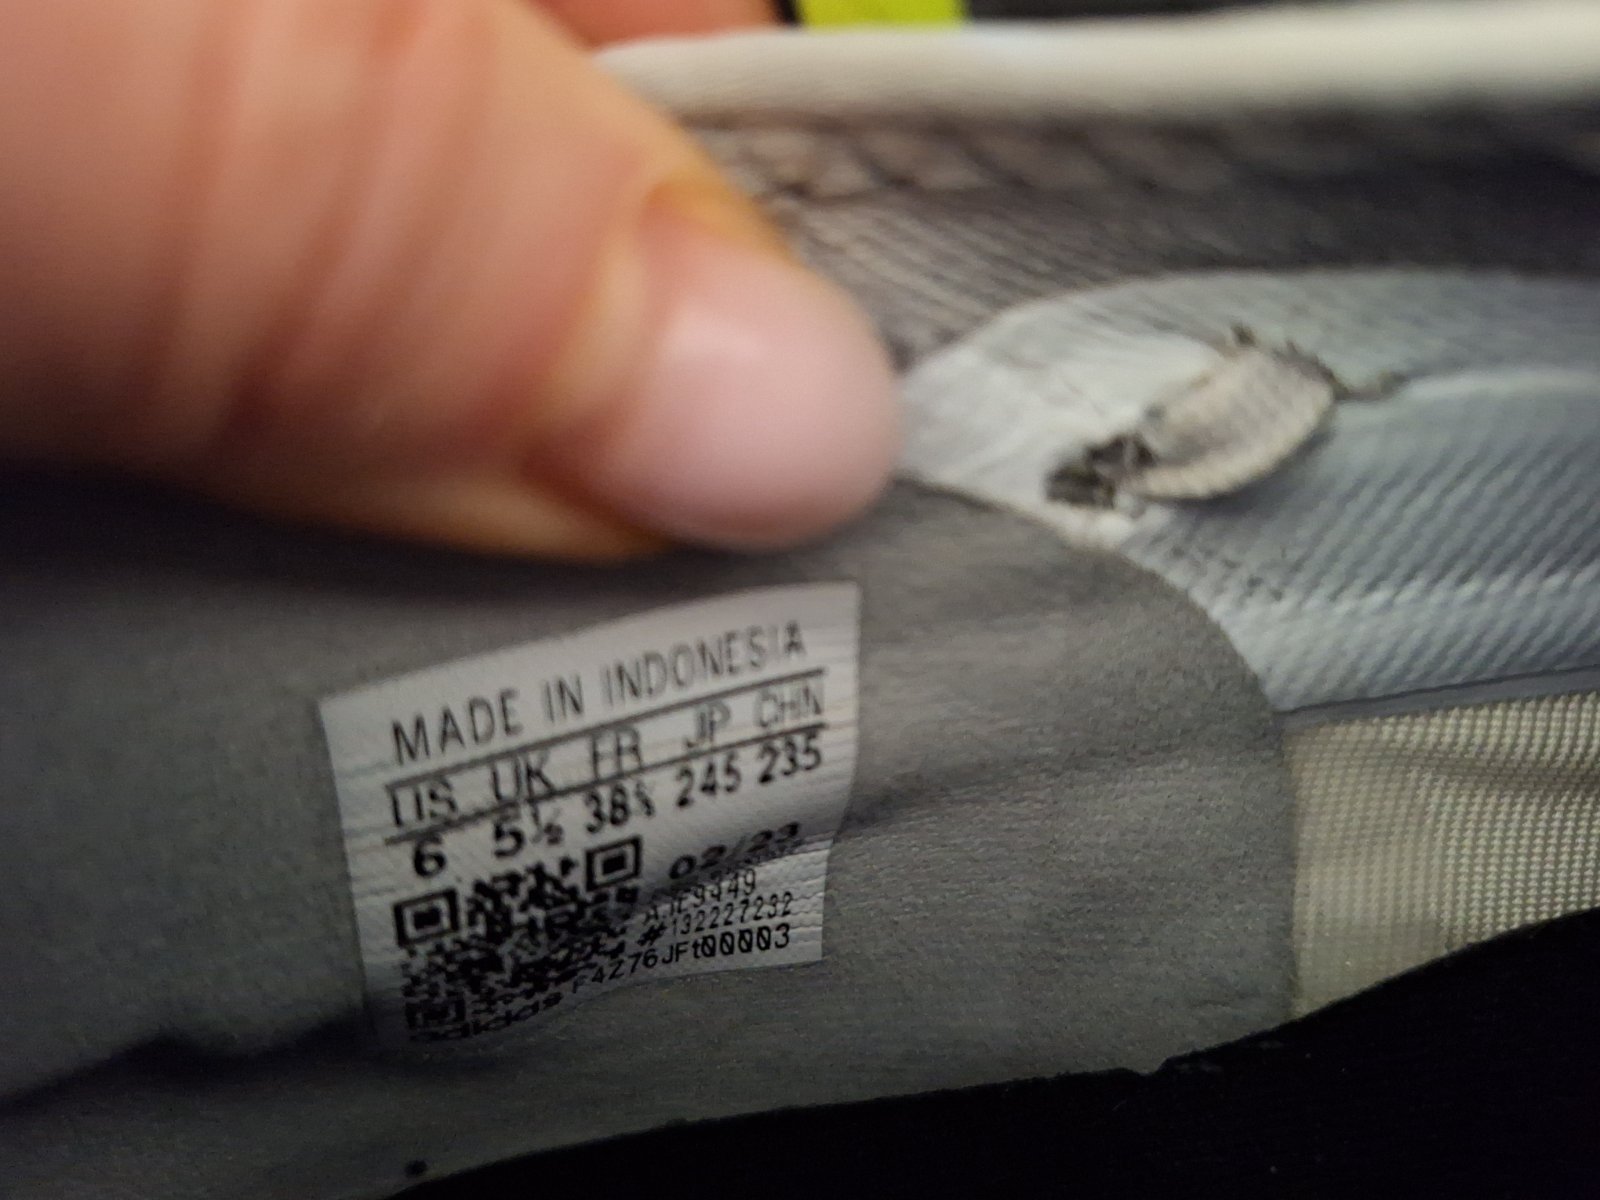 MADE IN INDONESIA
US UK FR JP CHN
6 5½ 38⅔ 245 235
02/23
#132227232
adidas F4Z76JFt00003